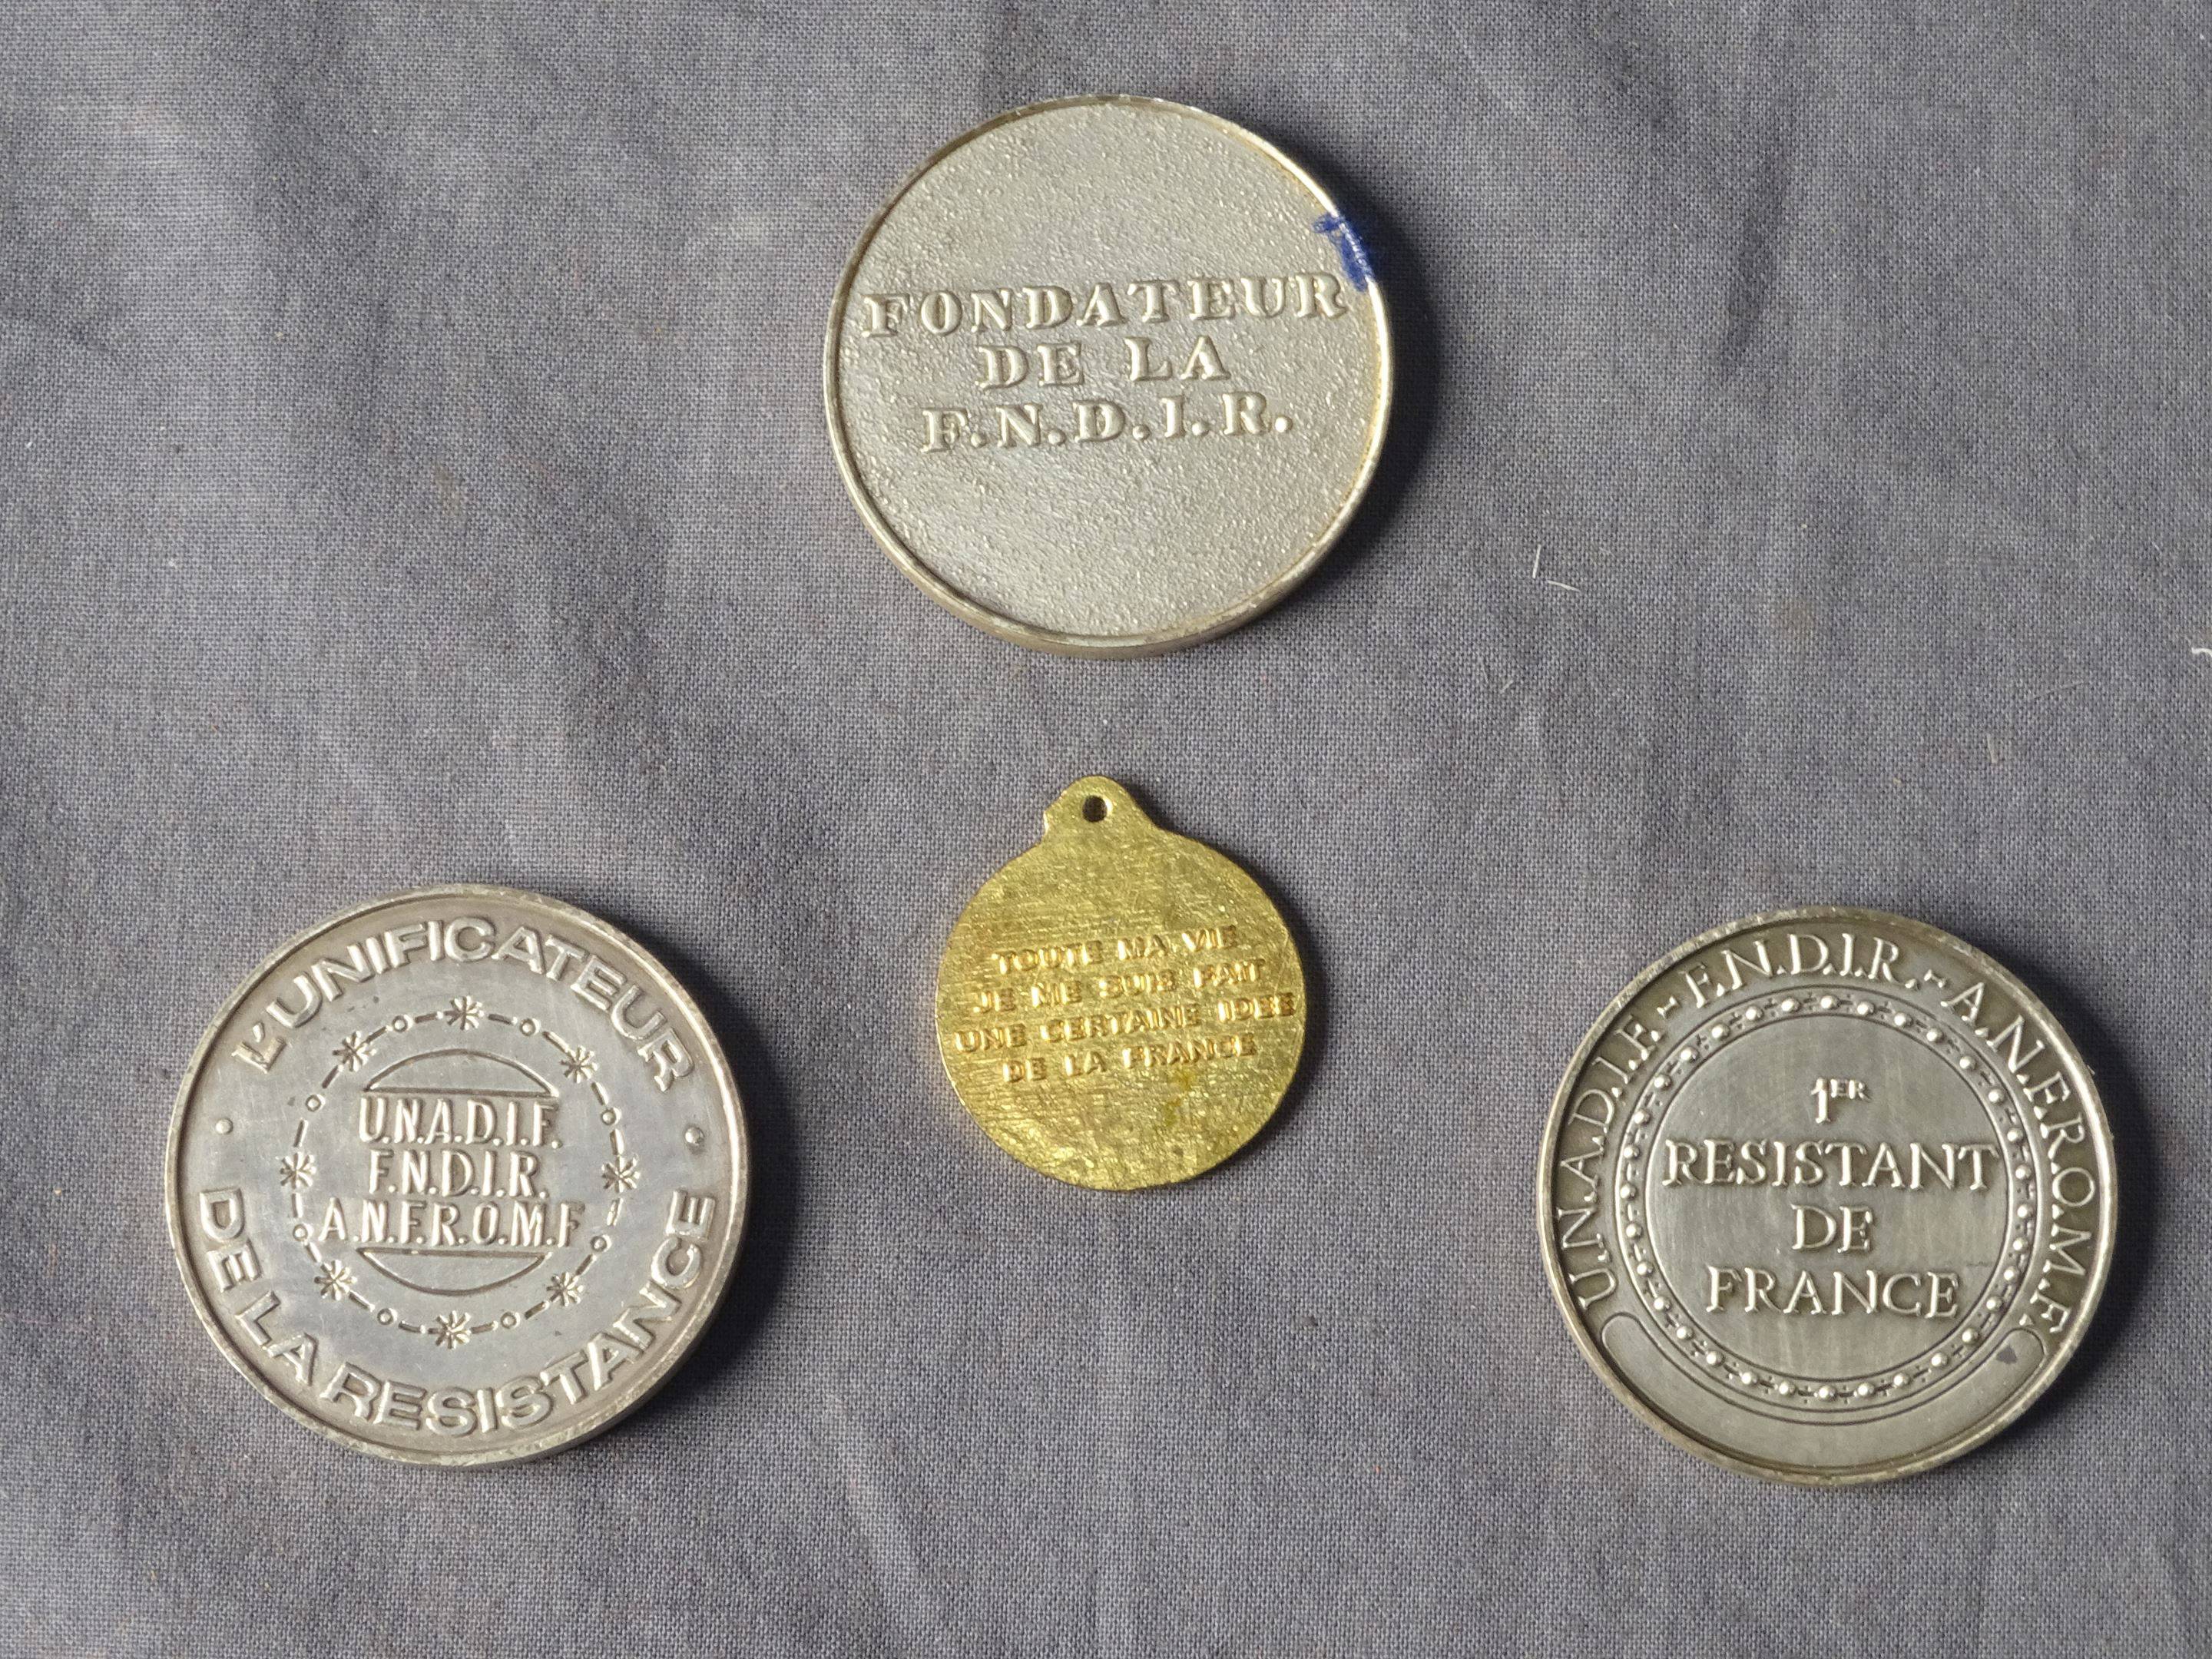 FONDATEUR
DE LA
F.N.D.I.R.
TOUTE MA VIE
JE ME SUIS FAIT
UNE CERTAINE IDEE
DE LA FRANCE
L'UNIFICATEUR
U.N.A.D.I.F.
F.N.D.I.R.
A.N.F.R.O.M.F
DE LA RESISTANCE
U.N.A.D.I.F. - F.N.D.I.R. - A.N.F.R.O.M.F.
1ER
RESISTANT
DE
FRANCE